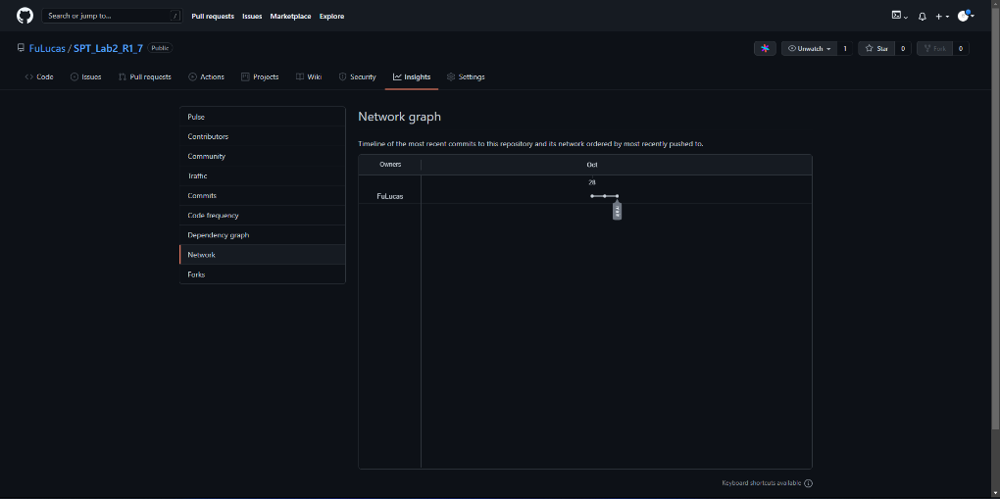 Search or jump to... /
Pull requests Issues Marketplace Explore
FuLucas / SPT_Lab2_R1_7 Public
Unwatch 1 Star 0 Fork 0
Code Issues Pull requests Actions Projects Wiki Security Insights Settings
Pulse
Contributors
Community
Traffic
Commits
Code frequency
Dependency graph
Network
Forks
Network graph
Timeline of the most recent commits to this repository and its network ordered by most recently pushed to.
Owners Oct
28
FuLucas
Keyboard shortcuts available